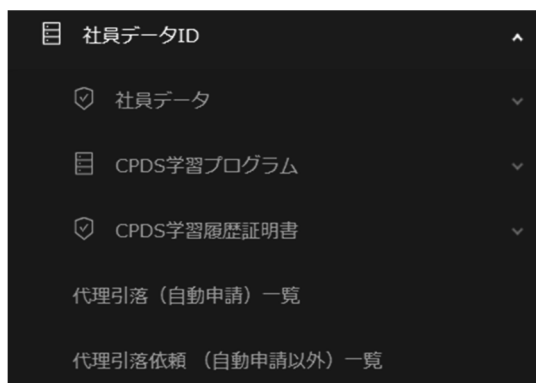 社員データID
社員データ
CPDS学習プログラム
CPDS学習履歴証明書
代理引落（自動申請）一覧
代理引落依頼 （自動申請以外）一覧